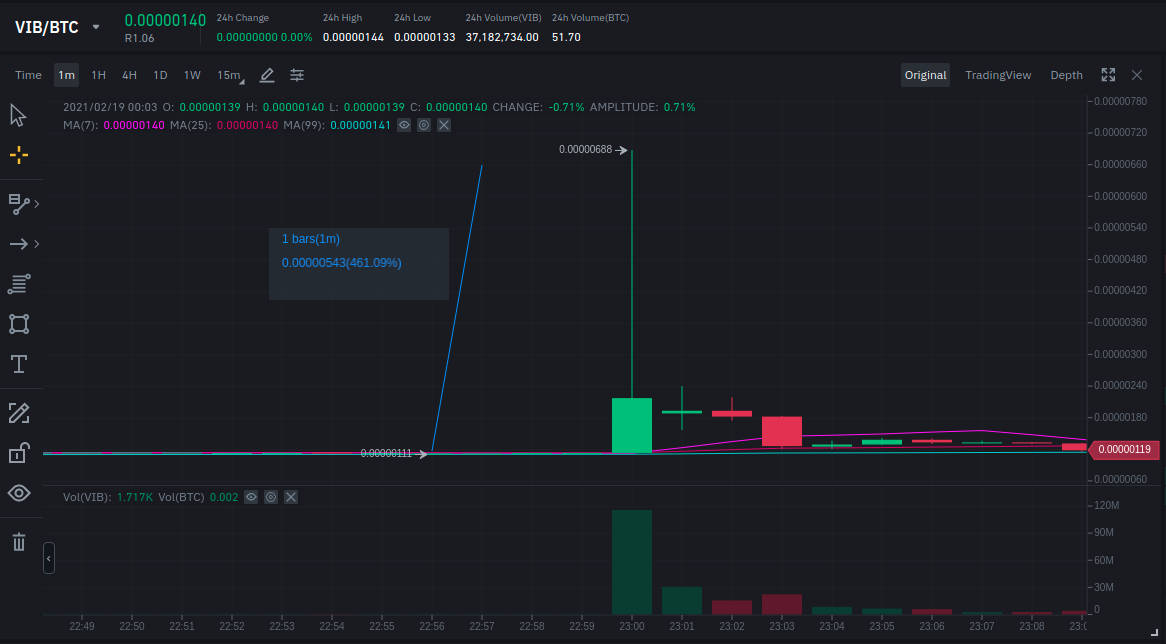 VIB/BTC 0.00000140 24h Change 24h High 24h Low 24h Volume(VIB) 24h Volume(BTC)
R1.06 0.00000000 0.00% 0.00000144 0.00000133 37,182,734.00 51.70
Time 1m 1H 4H 1D 1W 15m Original TradingView Depth
2021/02/19 00:03 O: 0.00000139 H: 0.00000140 L: 0.00000139 C: 0.00000140 CHANGE: -0.71% AMPLITUDE: 0.71%
MA(7): 0.00000140 MA(25): 0.00000140 MA(99): 0.00000141
0.00000780
0.00000720
0.00000688
0.00000660
0.00000600
0.00000540
1 bars(1m)
0.00000543(461.09%)
0.00000480
0.00000420
0.00000360
0.00000300
0.00000240
0.00000180
0.00000111
0.00000119
0.00000060
Vol(VIB): 1.717K Vol(BTC) 0.002
120M
90M
60M
30M
0
22:49 22:50 22:51 22:52 22:53 22:54 22:55 22:56 22:57 22:58 22:59 23:00 23:01 23:02 23:03 23:04 23:05 23:06 23:07 23:08